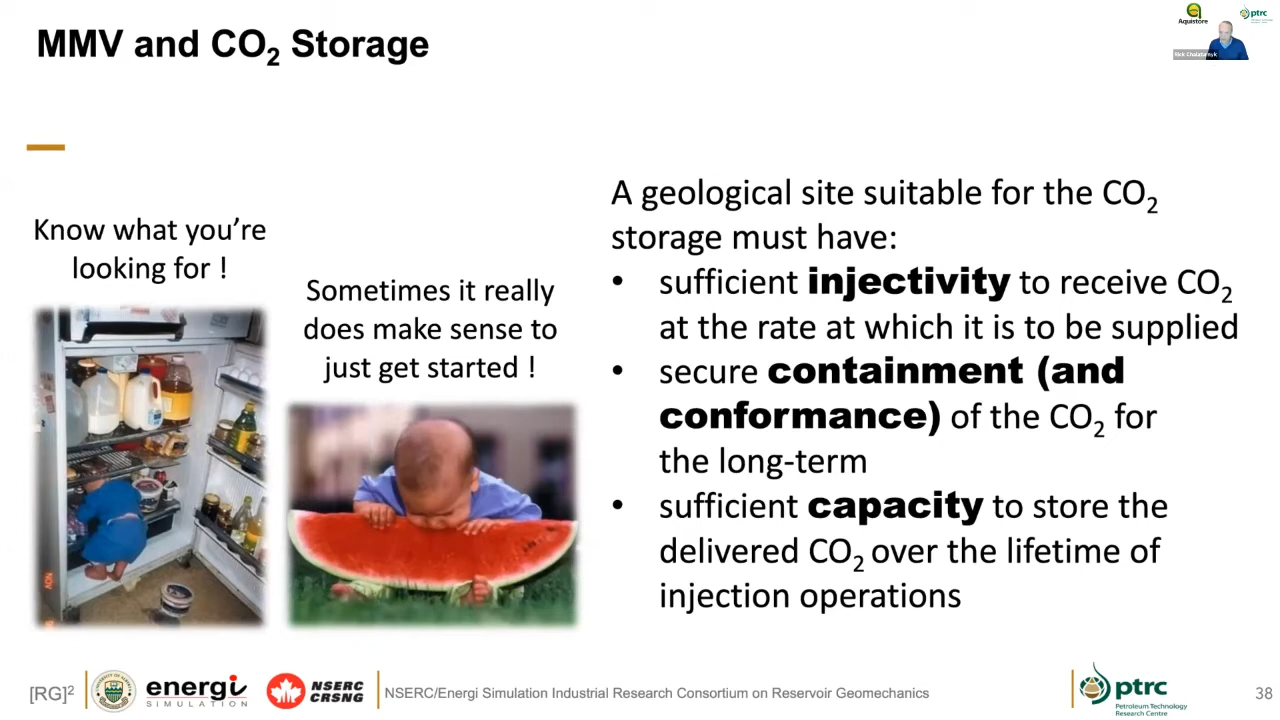 MMV and CO₂ Storage
Aquistore
ptrc
Rick Chalaturnyk
Know what you’re
looking for !
Sometimes it really
does make sense to
just get started !
A geological site suitable for the CO₂
storage must have:
• sufficient injectivity to receive CO₂
at the rate at which it is to be supplied
• secure containment (and
conformance) of the CO₂ for
the long-term
• sufficient capacity to store the
delivered CO₂ over the lifetime of
injection operations
[RG]²
energi
SIMULATION
NSERC
CRSNG
NSERC/Energi Simulation Industrial Research Consortium on Reservoir Geomechanics
ptrc
Petroleum Technology
Research Centre
38